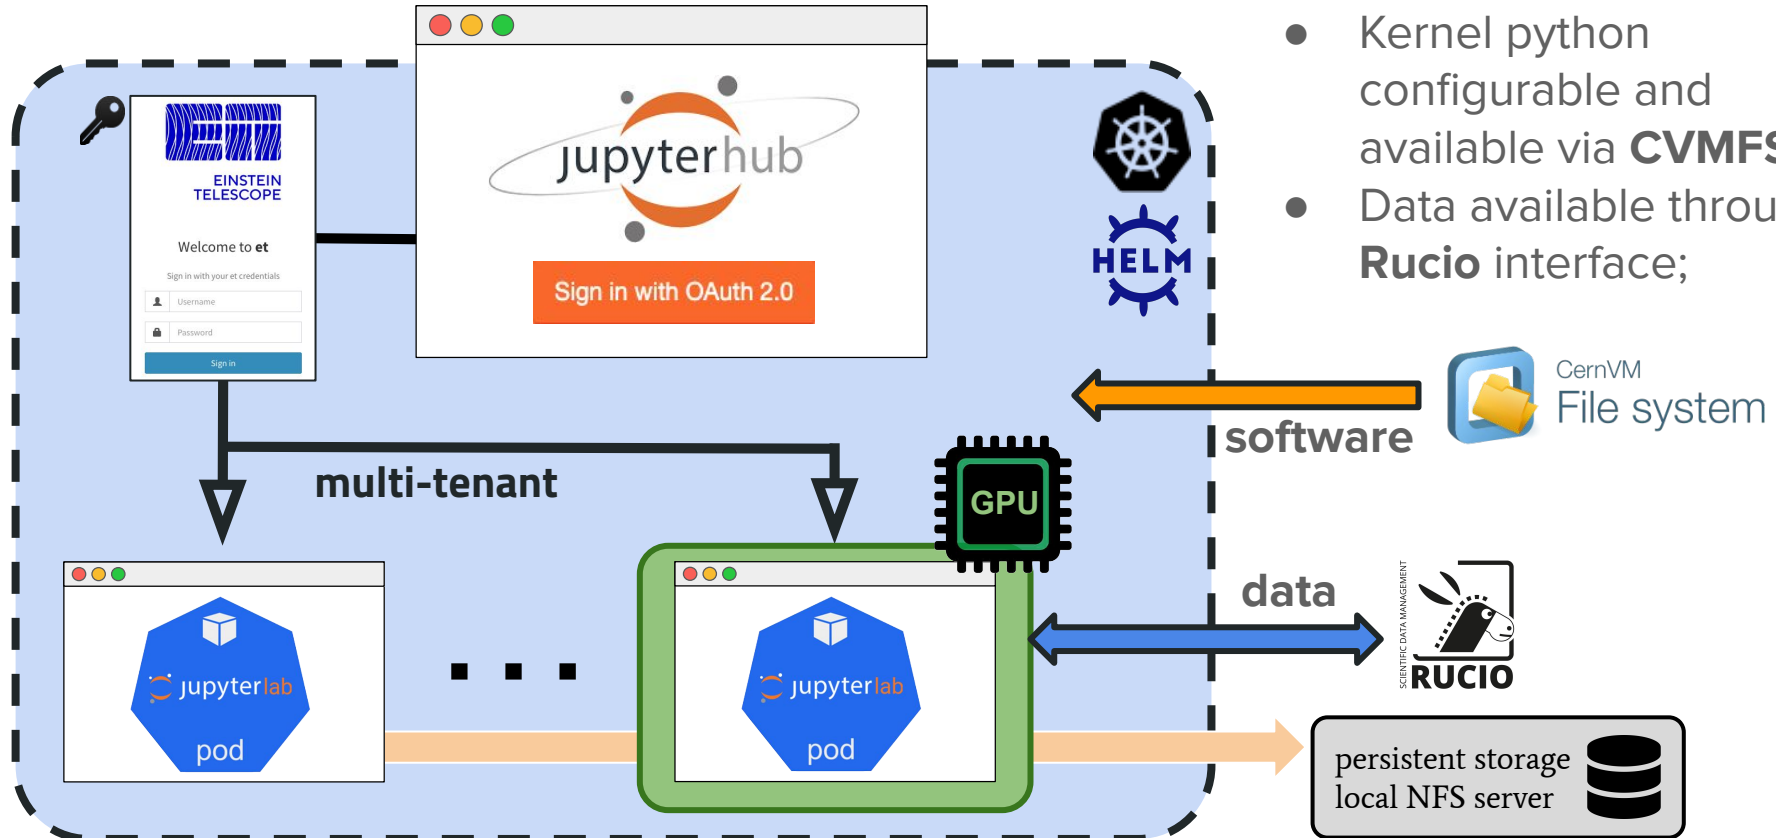 ● Kernel python
configurable and
available via CVMFS
● Data available throu
Rucio interface;
EINSTEIN
TELESCOPE
Welcome to et
Sign in with your et credentials
Username
Password
Sign in
jupyterhub
Sign in with OAuth 2.0
HELM
CernVM
File system
software
multi-tenant
GPU
data
SCIENTIFIC DATA MANAGEMENT
RUCIO
jupyterlab
pod
. . .
jupyterlab
pod
persistent storage
local NFS server